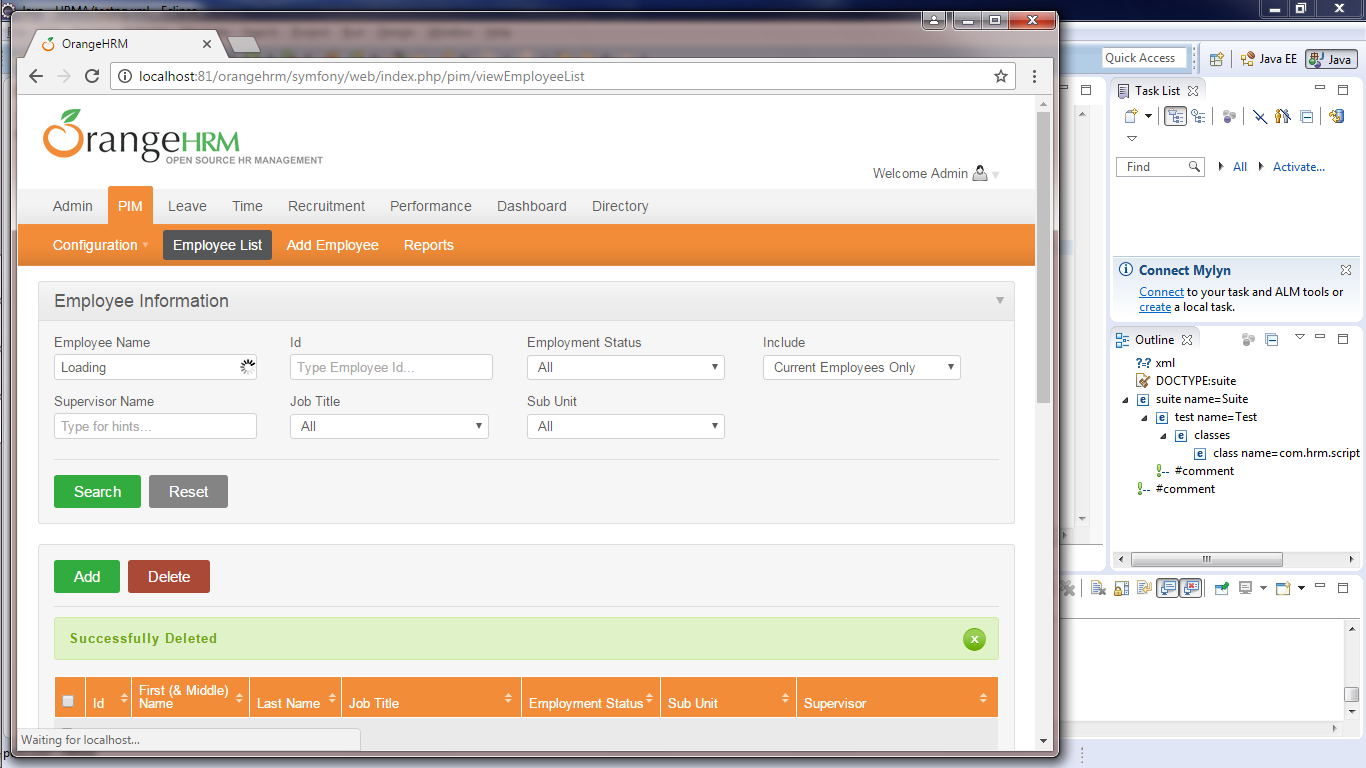 OrangeHRM
localhost:81/orangehrm/symfony/web/index.php/pim/viewEmployeeList
OrangeHRM
OPEN SOURCE HR MANAGEMENT
Welcome Admin
Admin PIM Leave Time Recruitment Performance Dashboard Directory
Configuration Employee List Add Employee Reports
Employee Information
Employee Name Id Employment Status Include
Loading Type Employee Id... All Current Employees Only
Supervisor Name Job Title Sub Unit
Type for hints... All All
Search Reset
Add Delete
Successfully Deleted
x
Id First (& Middle) Name Last Name Job Title Employment Status Sub Unit Supervisor
Waiting for localhost...
Quick Access
Java EE
Java
Task List
Find All Activate...
Connect Mylyn
Connect to your task and ALM tools or
create a local task.
Outline
?=? xml
DOCTYPE:suite
suite name=Suite
test name=Test
classes
class name=com.hrm.script
#comment
#comment